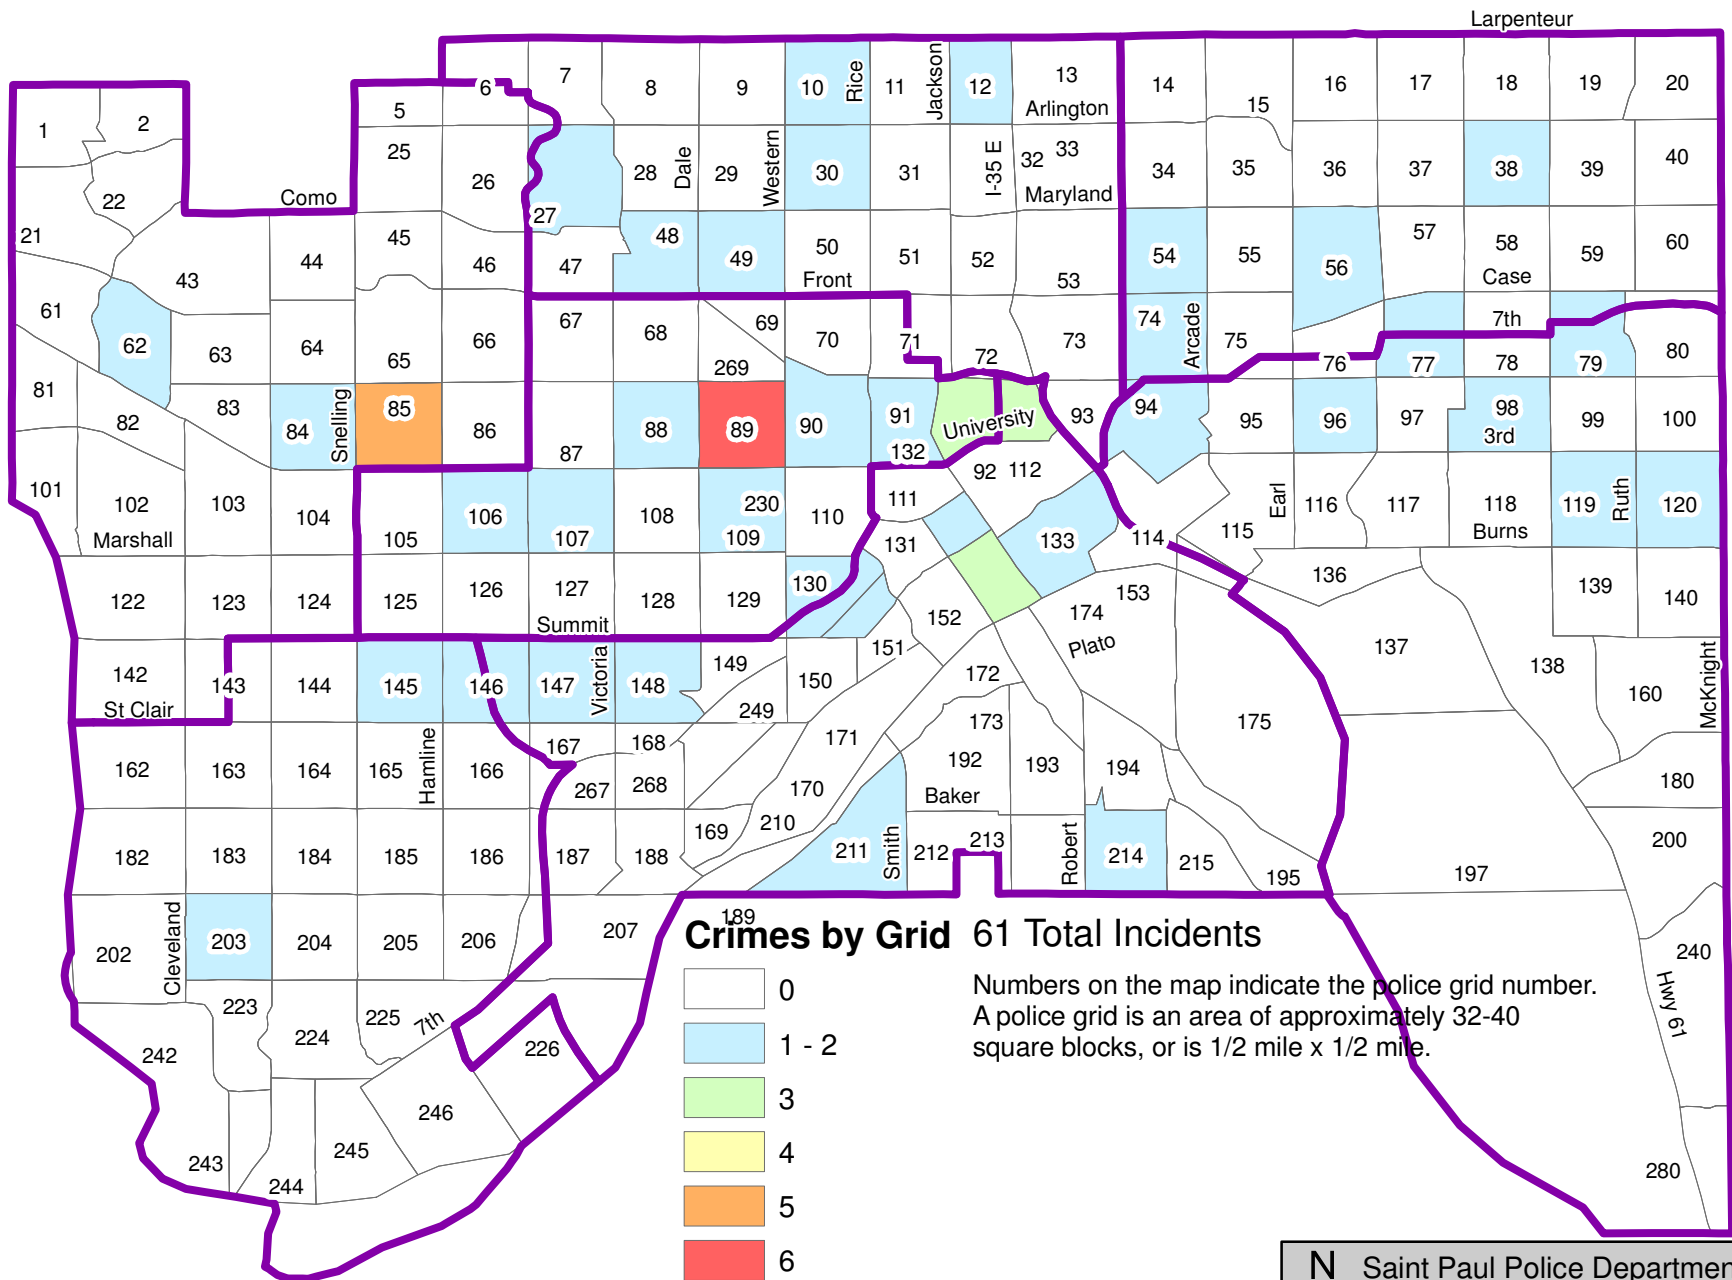 Larpenteur
6 7 8 9 10 Rice 11 Jackson 12 13 14 15 16 17 18 19 20
1 2 5 Arlington
25 26 28 Dale 29 Western 30 31 I-35 E 32 33 34 35 36 37 38 39 40
22 Como 27 Maryland
21 43 44 45 46 47 48 49 50 51 52 53 54 55 56 57 58 59 60
Front Case
61 62 63 64 65 66 67 68 69 70 71 72 73 74 Arcade 75 76 7th 77 78 79 80
269
81 82 83 84 Snelling 85 86 87 88 89 90 91 University 93 94 95 96 97 98 99 100
132 92 112 3rd
101 102 103 104 105 106 107 108 230 110 111 133 114 115 Earl 116 117 118 119 Ruth 120
Marshall 109 131 Burns
122 123 124 125 126 127 128 129 130 152 174 153 136 137 138 139 140
Summit 151 Plato
142 143 144 145 146 147 Victoria 148 149 150 172 175 160 McKnight
St Clair 249 173
162 163 164 165 Hamline 166 167 168 171 192 193 194 180
267 268 170 Baker
182 183 184 185 186 187 188 169 210 211 Smith 212 213 Robert 214 215 195 197 200
202 Cleveland 203 204 205 206 207 189 240
223 224 225 7th 226 Hwy 61
242 243 244 245 246 280
Crimes by Grid 61 Total Incidents
0
1 - 2
3
4
5
6
Numbers on the map indicate the police grid number.
A police grid is an area of approximately 32-40
square blocks, or is 1/2 mile x 1/2 mile.
N Saint Paul Police Departmen